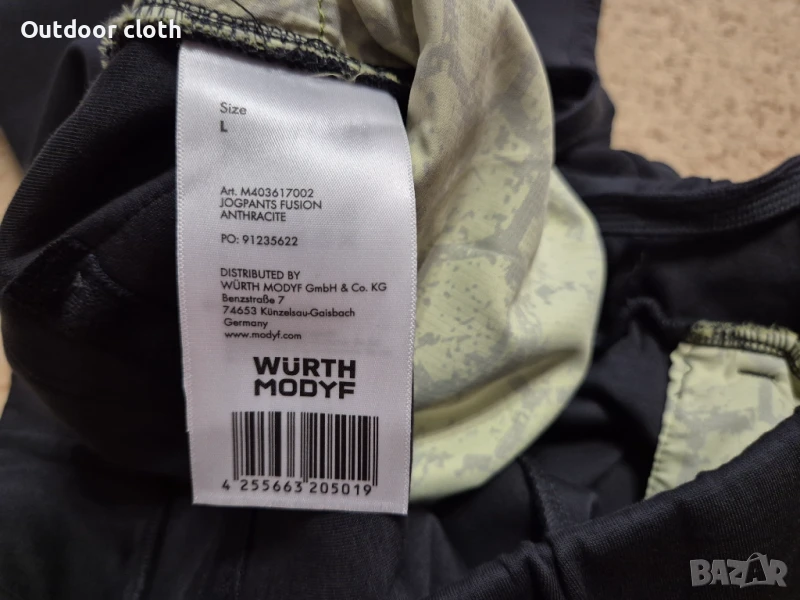 Outdoor cloth
Size
L
Art. M403617002
JOGPANTS FUSION
ANTHRACITE
PO: 91235622
DISTRIBUTED BY
WÜRTH MODYF GmbH & Co. KG
Benzstraße 7
74653 Künzelsau-Gaisbach
Germany
www.modyf.com
WÜRTH
MODYF
4 255663 205019
BAZAR